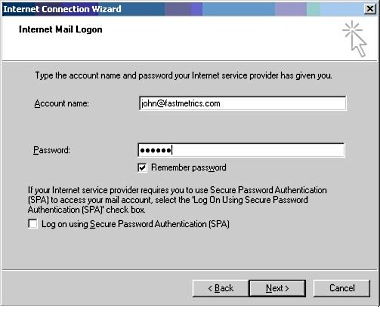 Internet Connection Wizard
Internet Mail Logon
Type the account name and password your Internet service provider has given you.
Account name:
john@fastmetrics.com
Password:
●●●●●●
Remember password
If your Internet service provider requires you to use Secure Password Authentication
(SPA) to access your mail account, select the 'Log On Using Secure Password
Authentication (SPA)' check box.
Log on using Secure Password Authentication (SPA)
< Back
Next >
Cancel